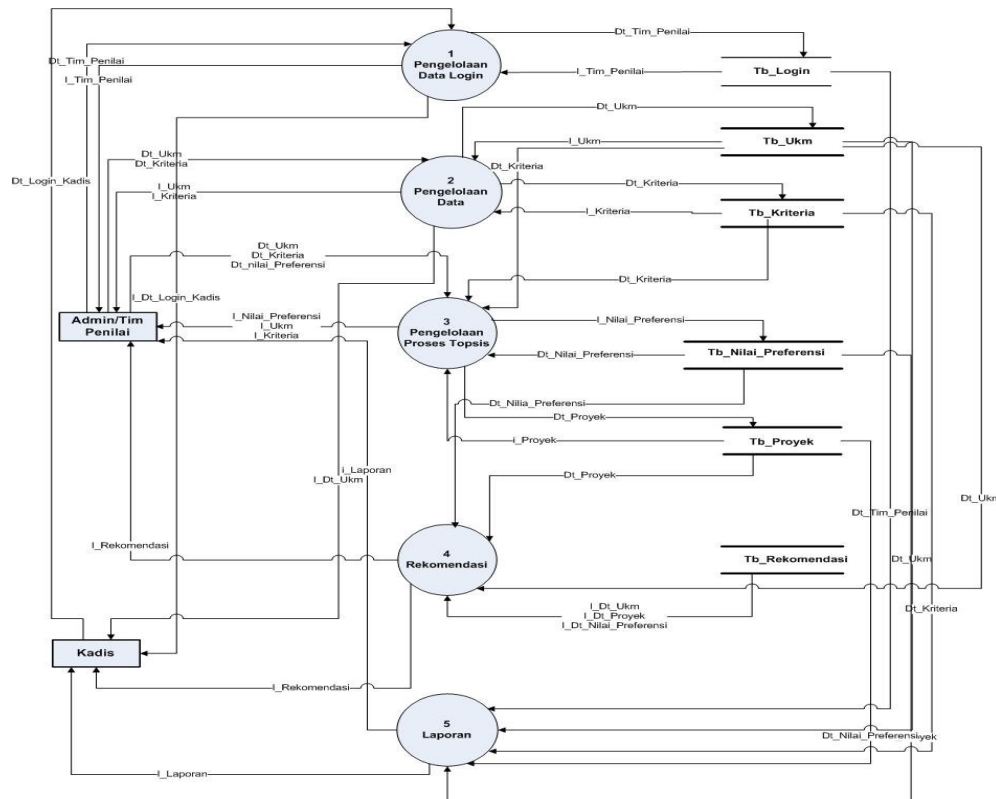 Dt_Tim_Penilai
1
Pengelolaan
Data Login
Dt_Tim_Penilai
I_Tim_Penilai
I_Tim_Penilai
Tb_Login
Dt_Ukm
I_Ukm
Tb_Ukm
Dt_Ukm
Dt_Kriteria
Dt_Kriteria
Dt_Login_Kadis
2
Pengelolaan
Data
I_Ukm
I_Kriteria
Dt_Kriteria
I_Kriteria
Tb_Kriteria
Dt_Ukm
Dt_Kriteria
Dt_nilai_Preferensi
Dt_Kriteria
I_Dt_Login_Kadis
Admin/Tim
Penilai
I_Nilai_Preferensi
I_Ukm
I_Kriteria
3
Pengelolaan
Proses Topsis
I_Nilai_Preferensi
Dt_Nilai_Preferensi
Tb_Nilai_Preferensi
Dt_Nilia_Preferensi
Dt_Proyek
i_Proyek
Tb_Proyek
i_Laporan
I_Dt_Ukm
Dt_Proyek
Dt_Ukm
Dt_Tim_Penilai
I_Rekomendasi
4
Rekomendasi
Tb_Rekomendasi
Dt_Ukm
I_Dt_Ukm
I_Dt_Proyek
I_Dt_Nilai_Preferensi
Dt_Kriteria
Kadis
I_Rekomendasi
5
Laporan
Dt_Nilai_Preferensi
yek
I_Laporan